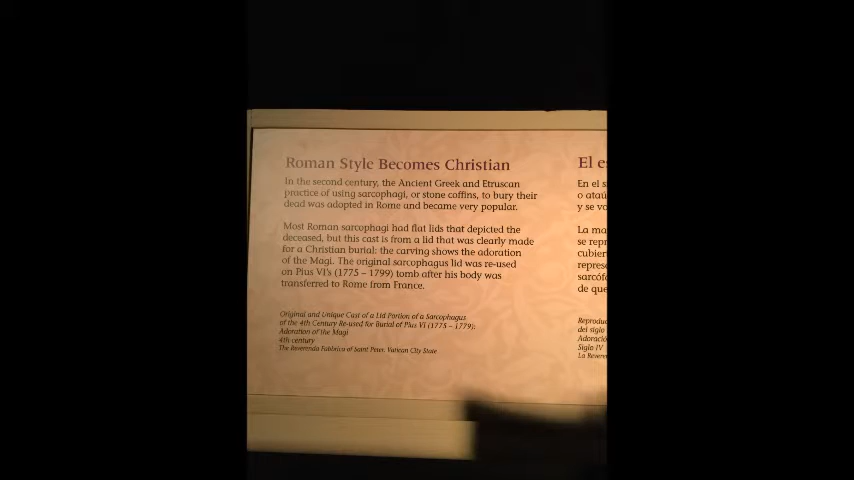 Roman Style Becomes Christian
In the second century, the Ancient Greek and Etruscan
practice of using sarcophagi, or stone coffins, to bury their
dead was adopted in Rome and became very popular.
Most Roman sarcophagi had flat lids that depicted the
deceased, but this cast is from a lid that was clearly made
for a Christian burial: the carving shows the adoration
of the Magi. The original sarcophagus lid was re-used
on Pius VI's (1775 – 1799) tomb after his body was
transferred to Rome from France.
Original and Unique Cast of a Lid Portion of a Sarcophagus
of the 4th Century Re-used for Burial of Pius VI (1775 – 1779):
Adoration of the Magi
4th century
The Reverenda Fabbrica of Saint Peter, Vatican City State
El es
En el s
o ataú
y se vo
La ma
se repr
cubier
represe
sarcófa
de que
Reproduc
del siglo
Adoració
Siglo IV
La Revere